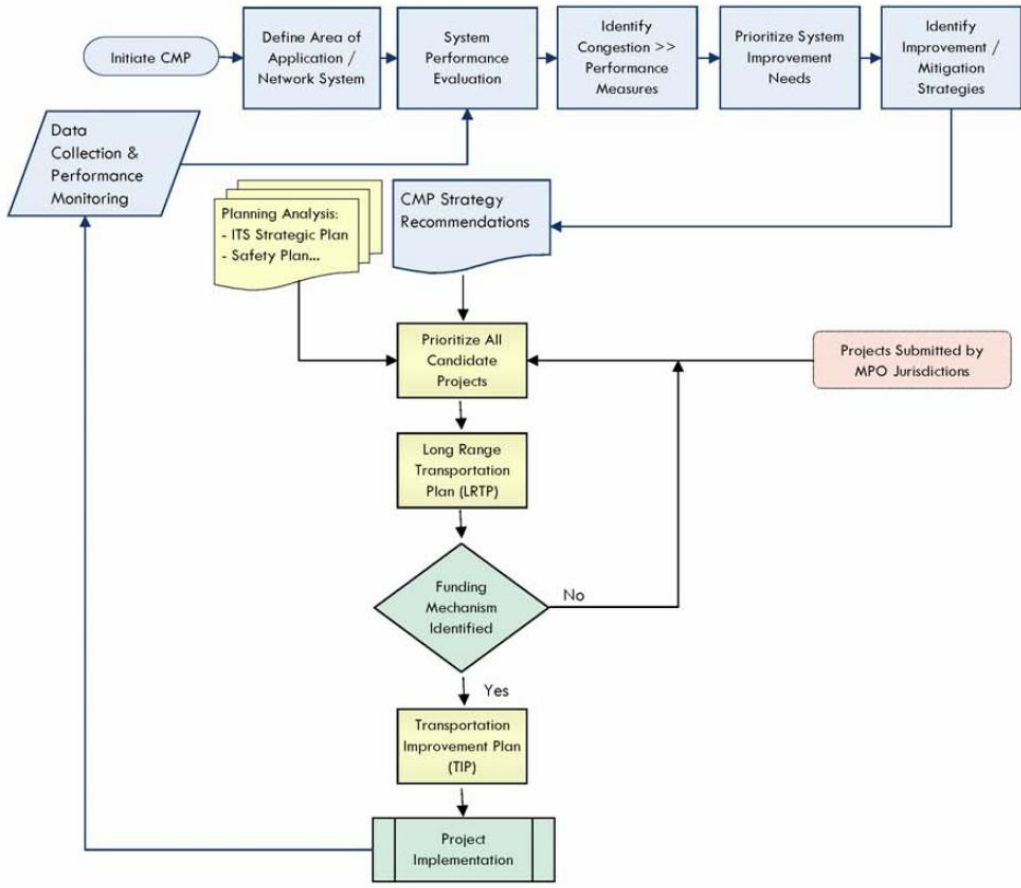 Initiate CMP
Define Area of
Application /
Network System
System
Performance
Evaluation
Identify
Congestion >>
Performance
Measures
Prioritize System
Improvement
Needs
Identify
Improvement /
Mitigation
Strategies
Data
Collection &
Performance
Monitoring
Planning Analysis:
- ITS Strategic Plan
- Safety Plan...
CMP Strategy
Recommendations
Prioritize All
Candidate
Projects
Projects Submitted by
MPO Jurisdictions
Long Range
Transportation
Plan (LRTP)
Funding
Mechanism
Identified
No
Yes
Transportation
Improvement Plan
(TIP)
Project
Implementation